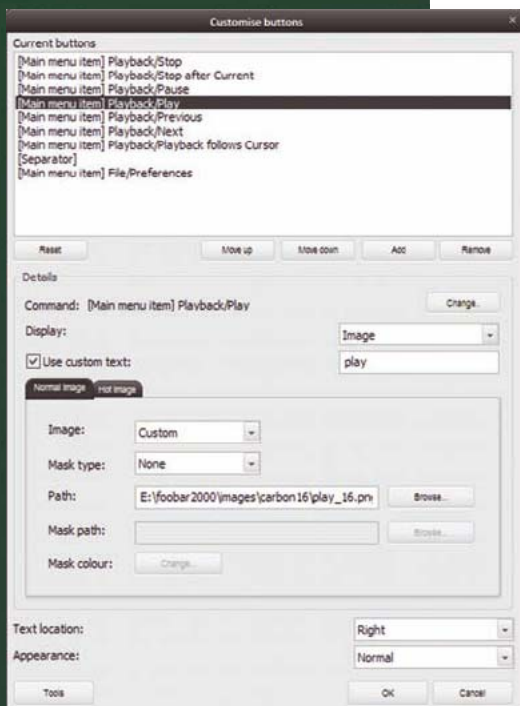 Customise buttons
Current buttons
[Main menu item] Playback/Stop
[Main menu item] Playback/Stop after Current
[Main menu item] Playback/Pause
[Main menu item] Playback/Play
[Main menu item] Playback/Previous
[Main menu item] Playback/Next
[Main menu item] Playback/Playback follows Cursor
[Separator]
[Main menu item] File/Preferences
Reset Move up Move down Add Remove
Details
Command: [Main menu item] Playback/Play Change...
Display: Image
Use custom text: play
Normal Image Hot Image
Image: Custom
Mask type: None
Path: E:\foobar2000\images\carbon16\play_16.png Browse...
Mask path: Browse...
Mask colour: Change...
Text location: Right
Appearance: Normal
Tools OK Cancel